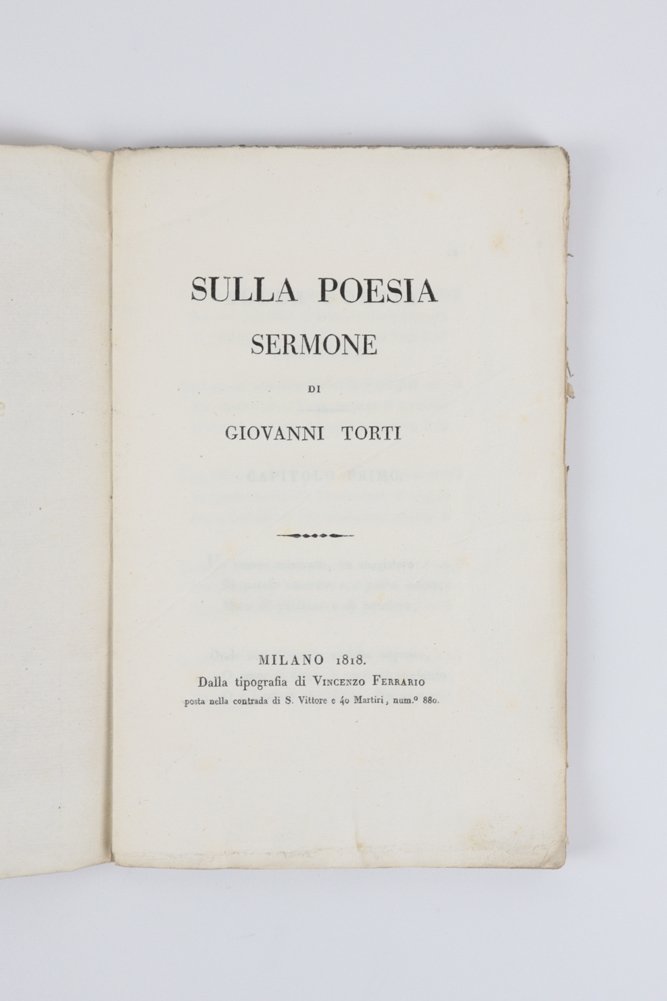 SULLA POESIA
SERMONE
DI
GIOVANNI TORTI
MILANO 1818.
Dalla tipografia di VINCENZO FERRARIO
posta nella contrada di S. Vittore e 40 Martiri, num.º 880.